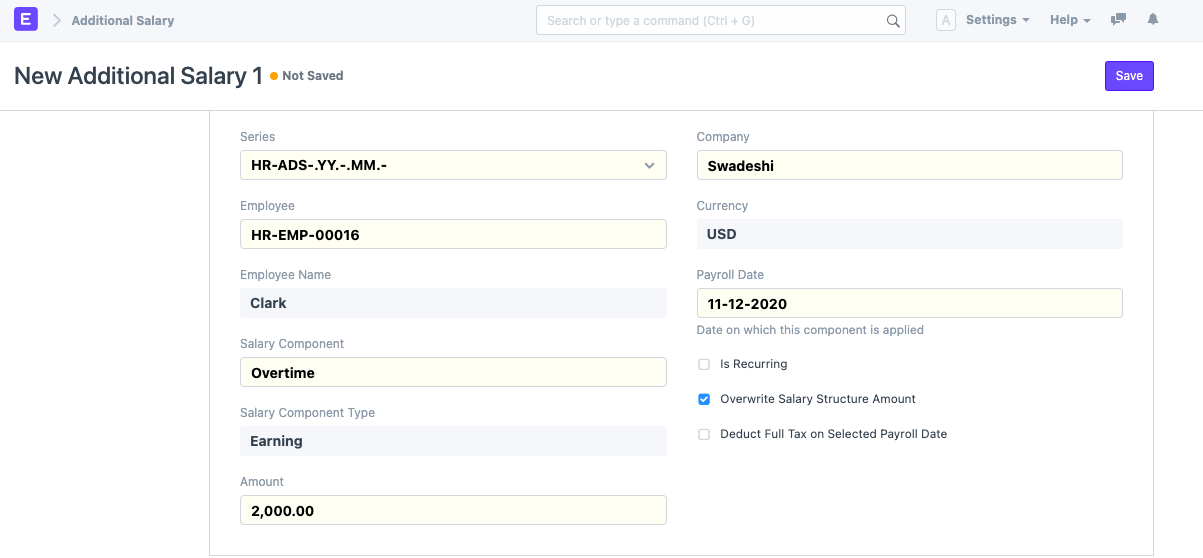 E
Additional Salary
Search or type a command (Ctrl + G)
A
Settings
Help
New Additional Salary 1
Not Saved
Save
Series
HR-ADS-.YY.-.MM.-
Employee
HR-EMP-00016
Employee Name
Clark
Salary Component
Overtime
Salary Component Type
Earning
Amount
2,000.00
Company
Swadeshi
Currency
USD
Payroll Date
11-12-2020
Date on which this component is applied
Is Recurring
Overwrite Salary Structure Amount
Deduct Full Tax on Selected Payroll Date